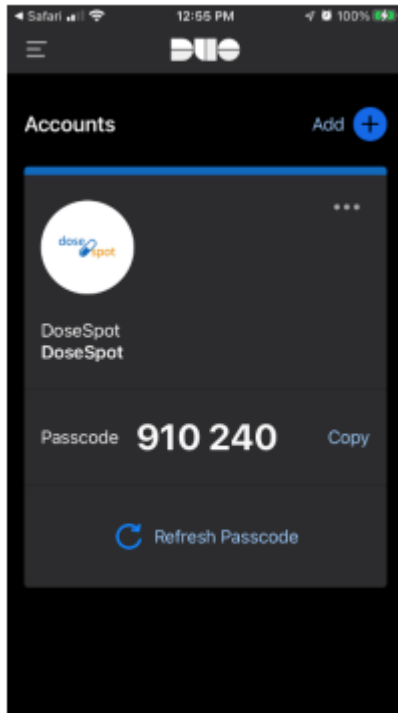 Safari 12:55 PM 100%
DUO
Accounts Add
dose spot
DoseSpot
DoseSpot
Passcode 910 240 Copy
Refresh Passcode